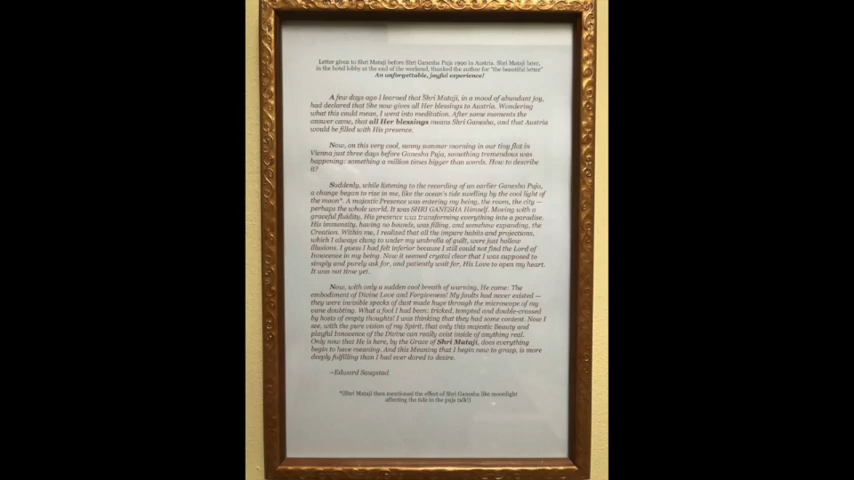 Letter given to Shri Mataji before Shri Ganesha Puja 1990 in Austria. Shri Mataji later,
in the hotel lobby at the end of the weekend, thanked the author for "the beautiful letter"
An unforgettable, joyful experience!
A few days ago I learned that Shri Mataji, in a mood of abundant joy,
had declared that She now gives all Her blessings to Austria. Wondering
what this could mean, I went into meditation. After some moments the
answer came, that all Her blessings means Shri Ganesha, and that Austria
would be filled with His presence.
Now, on this very cool, sunny summer morning in our tiny flat in
Vienna just three days before Ganesha Puja, something tremendous was
happening: something a million times bigger than words. How to describe
it?
Suddenly, while listening to the recording of an earlier Ganesha Puja,
a change began to rise in me, like the ocean's tide swelling by the cool light of
the moon*. A majestic Presence was entering my being, the room, the city —
perhaps the whole world. It was SHRI GANESHA Himself. Moving with a
graceful fluidity, His presence was transforming everything into a paradise.
His immensity, having no bounds, was filling, and somehow expanding, the
Creation. Within me, I realized that all the impure habits and projections,
which I always clung to under my umbrella of guilt, were just hollow
illusions. I guess I had felt inferior because I still could not find the Lord of
Innocence in my being. Now it seemed crystal clear that I was supposed to
simply and purely ask for, and patiently wait for, His Love to open my heart.
It was not time yet.
Now, with only a sudden cool breath of warning, He came: The
embodiment of Divine Love and Forgiveness! My faults had never existed —
they were invisible specks of dust made huge through the microscope of my
vane doubting. What a fool I had been: tricked, tempted and double-crossed
by hosts of empty thoughts! I was thinking that they had some content. Now I
see, with the pure vision of my Spirit, that only this majestic Beauty and
playful Innocence of the Divine can really exist inside of anything real.
Only now that He is here, by the Grace of Shri Mataji, does everything
begin to have meaning. And this Meaning that I begin now to grasp, is more
deeply fulfilling than I had ever dared to desire.
~Edward Saugstad
*(Shri Mataji then mentioned the effect of Shri Ganesha like moonlight
affecting the tide in the puja talk!)